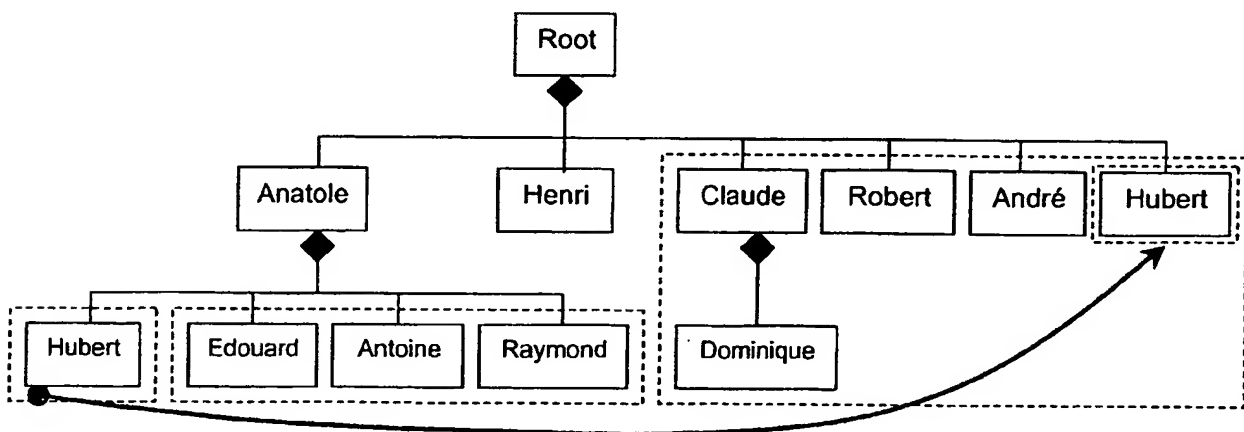 Root
Anatole
Henri
Claude
Robert
André
Hubert
Hubert
Edouard
Antoine
Raymond
Dominique